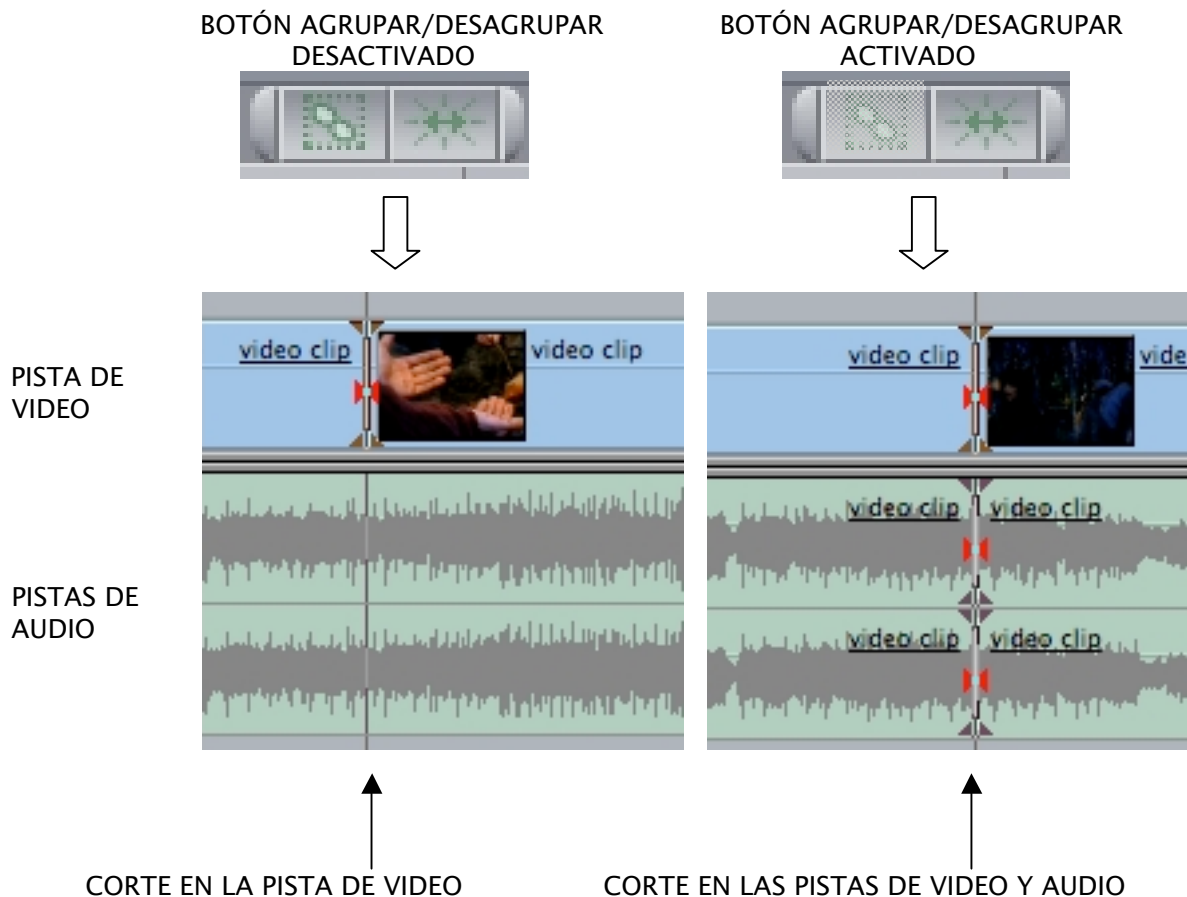 BOTÓN AGRUPAR/DESAGRUPAR
DESACTIVADO
BOTÓN AGRUPAR/DESAGRUPAR
ACTIVADO
PISTA DE
VIDEO
video clip video clip
video clip vide
PISTAS DE
AUDIO
video clip video clip
video clip video clip
CORTE EN LA PISTA DE VIDEO
CORTE EN LAS PISTAS DE VIDEO Y AUDIO